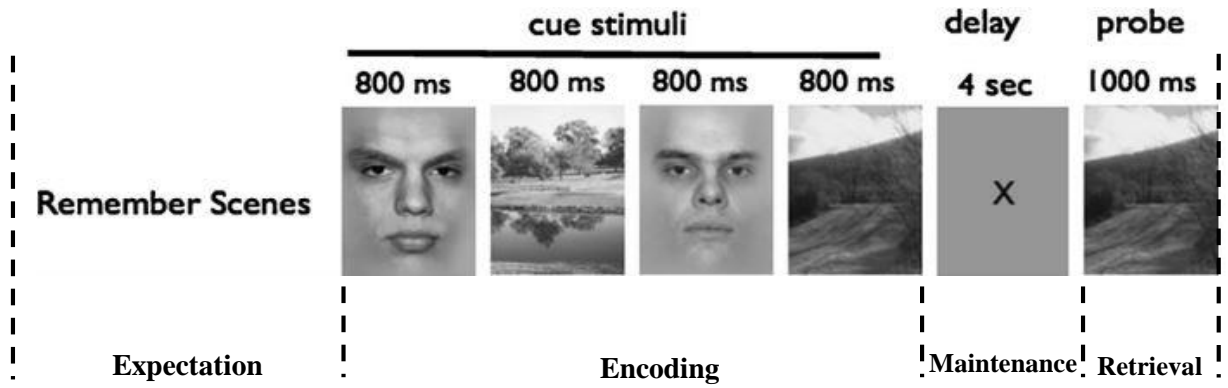 cue stimuli delay probe
800 ms 800 ms 800 ms 800 ms 4 sec 1000 ms
Remember Scenes X
Expectation Encoding Maintenance Retrieval